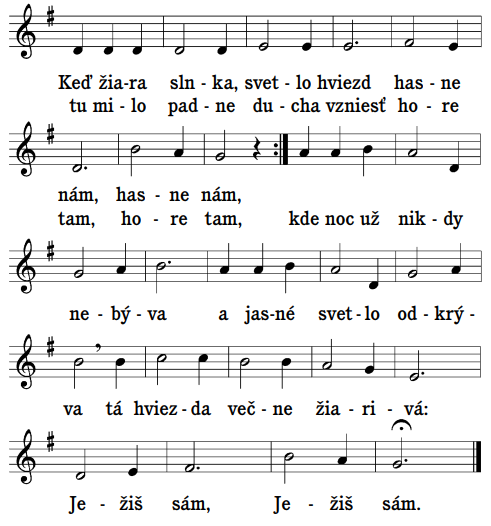 Keď žia-ra sln - ka, svet - lo hviezd has - ne
tu mi - lo pad - ne du - cha vzniesť ho - re
nám, has - ne nám,
tam, ho - re tam, kde noc už nik - dy
ne - bý - va a jas-né svet - lo od - krý -
va tá hviez - da več - ne žia - ri - vá:
Je - žiš sám, Je - žiš sám.